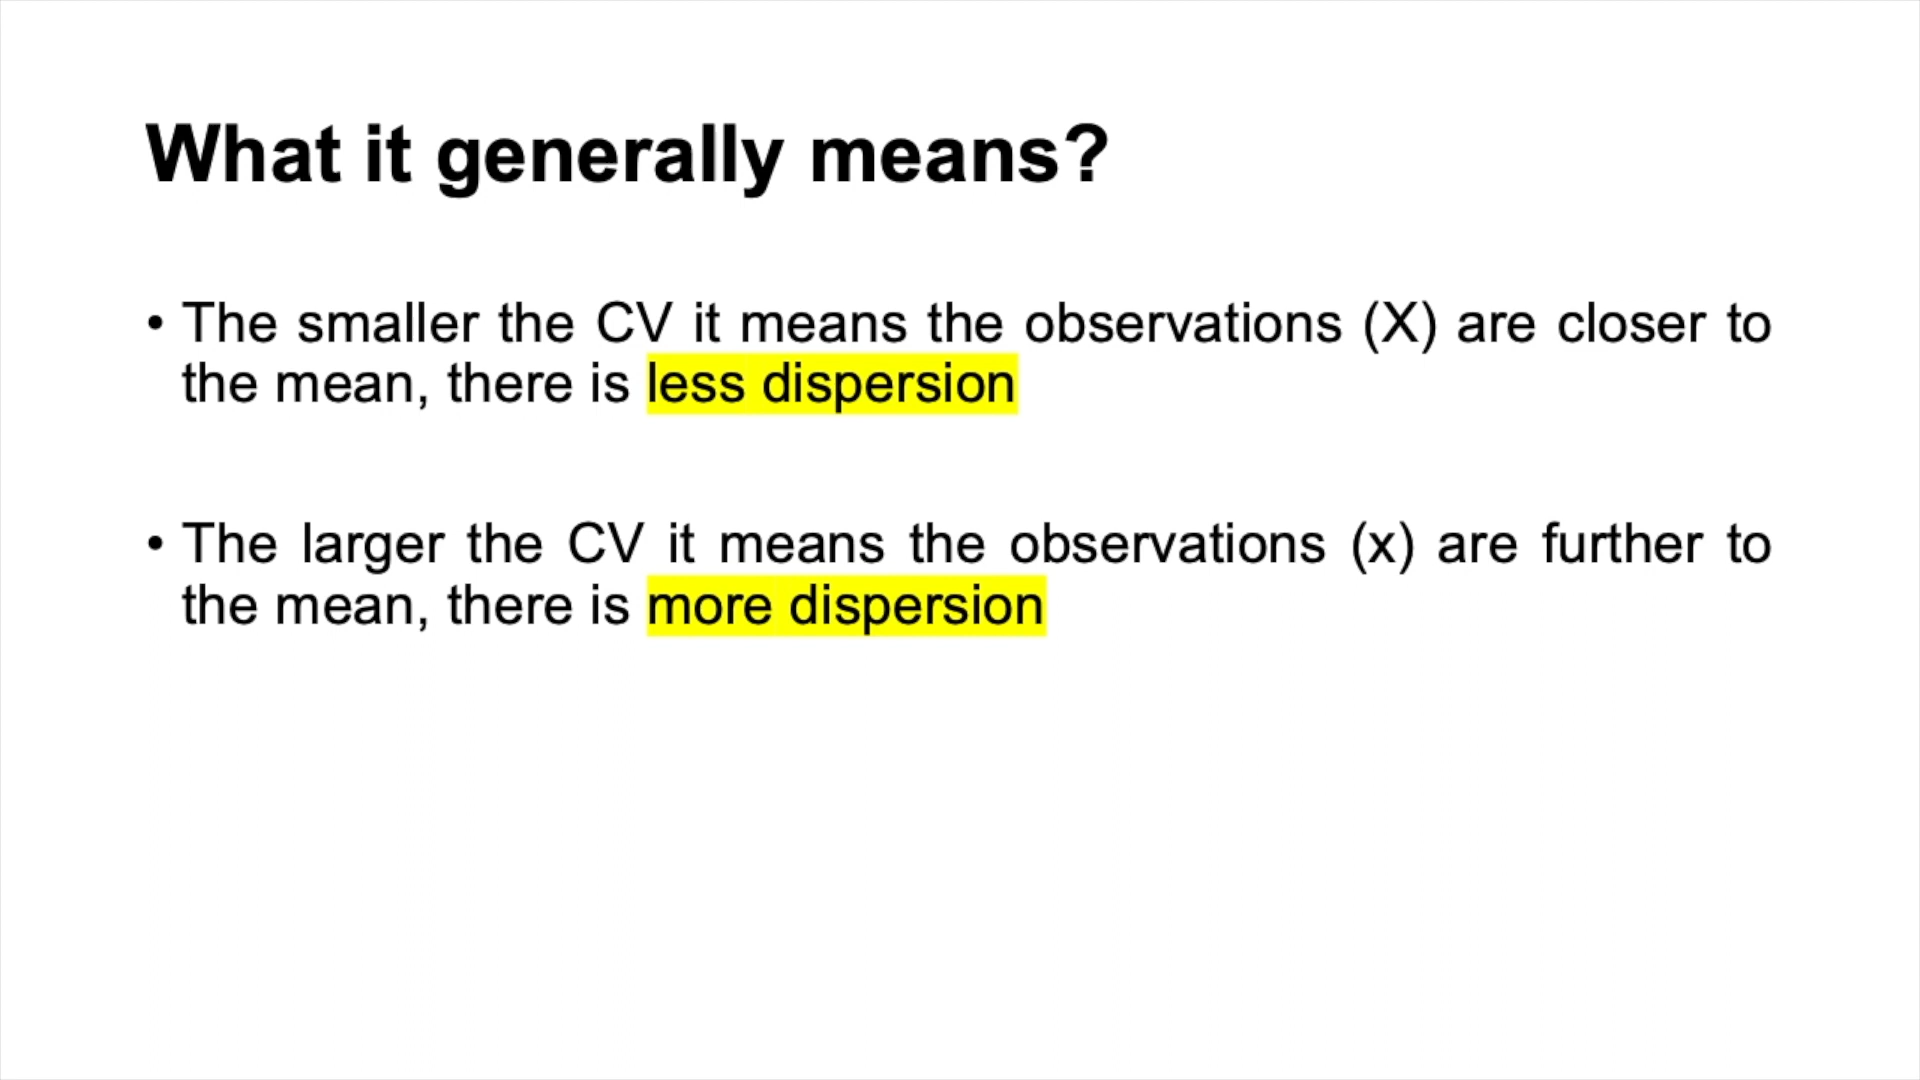 What it generally means?
• The smaller the CV it means the observations (X) are closer to
the mean, there is less dispersion
• The larger the CV it means the observations (x) are further to
the mean, there is more dispersion